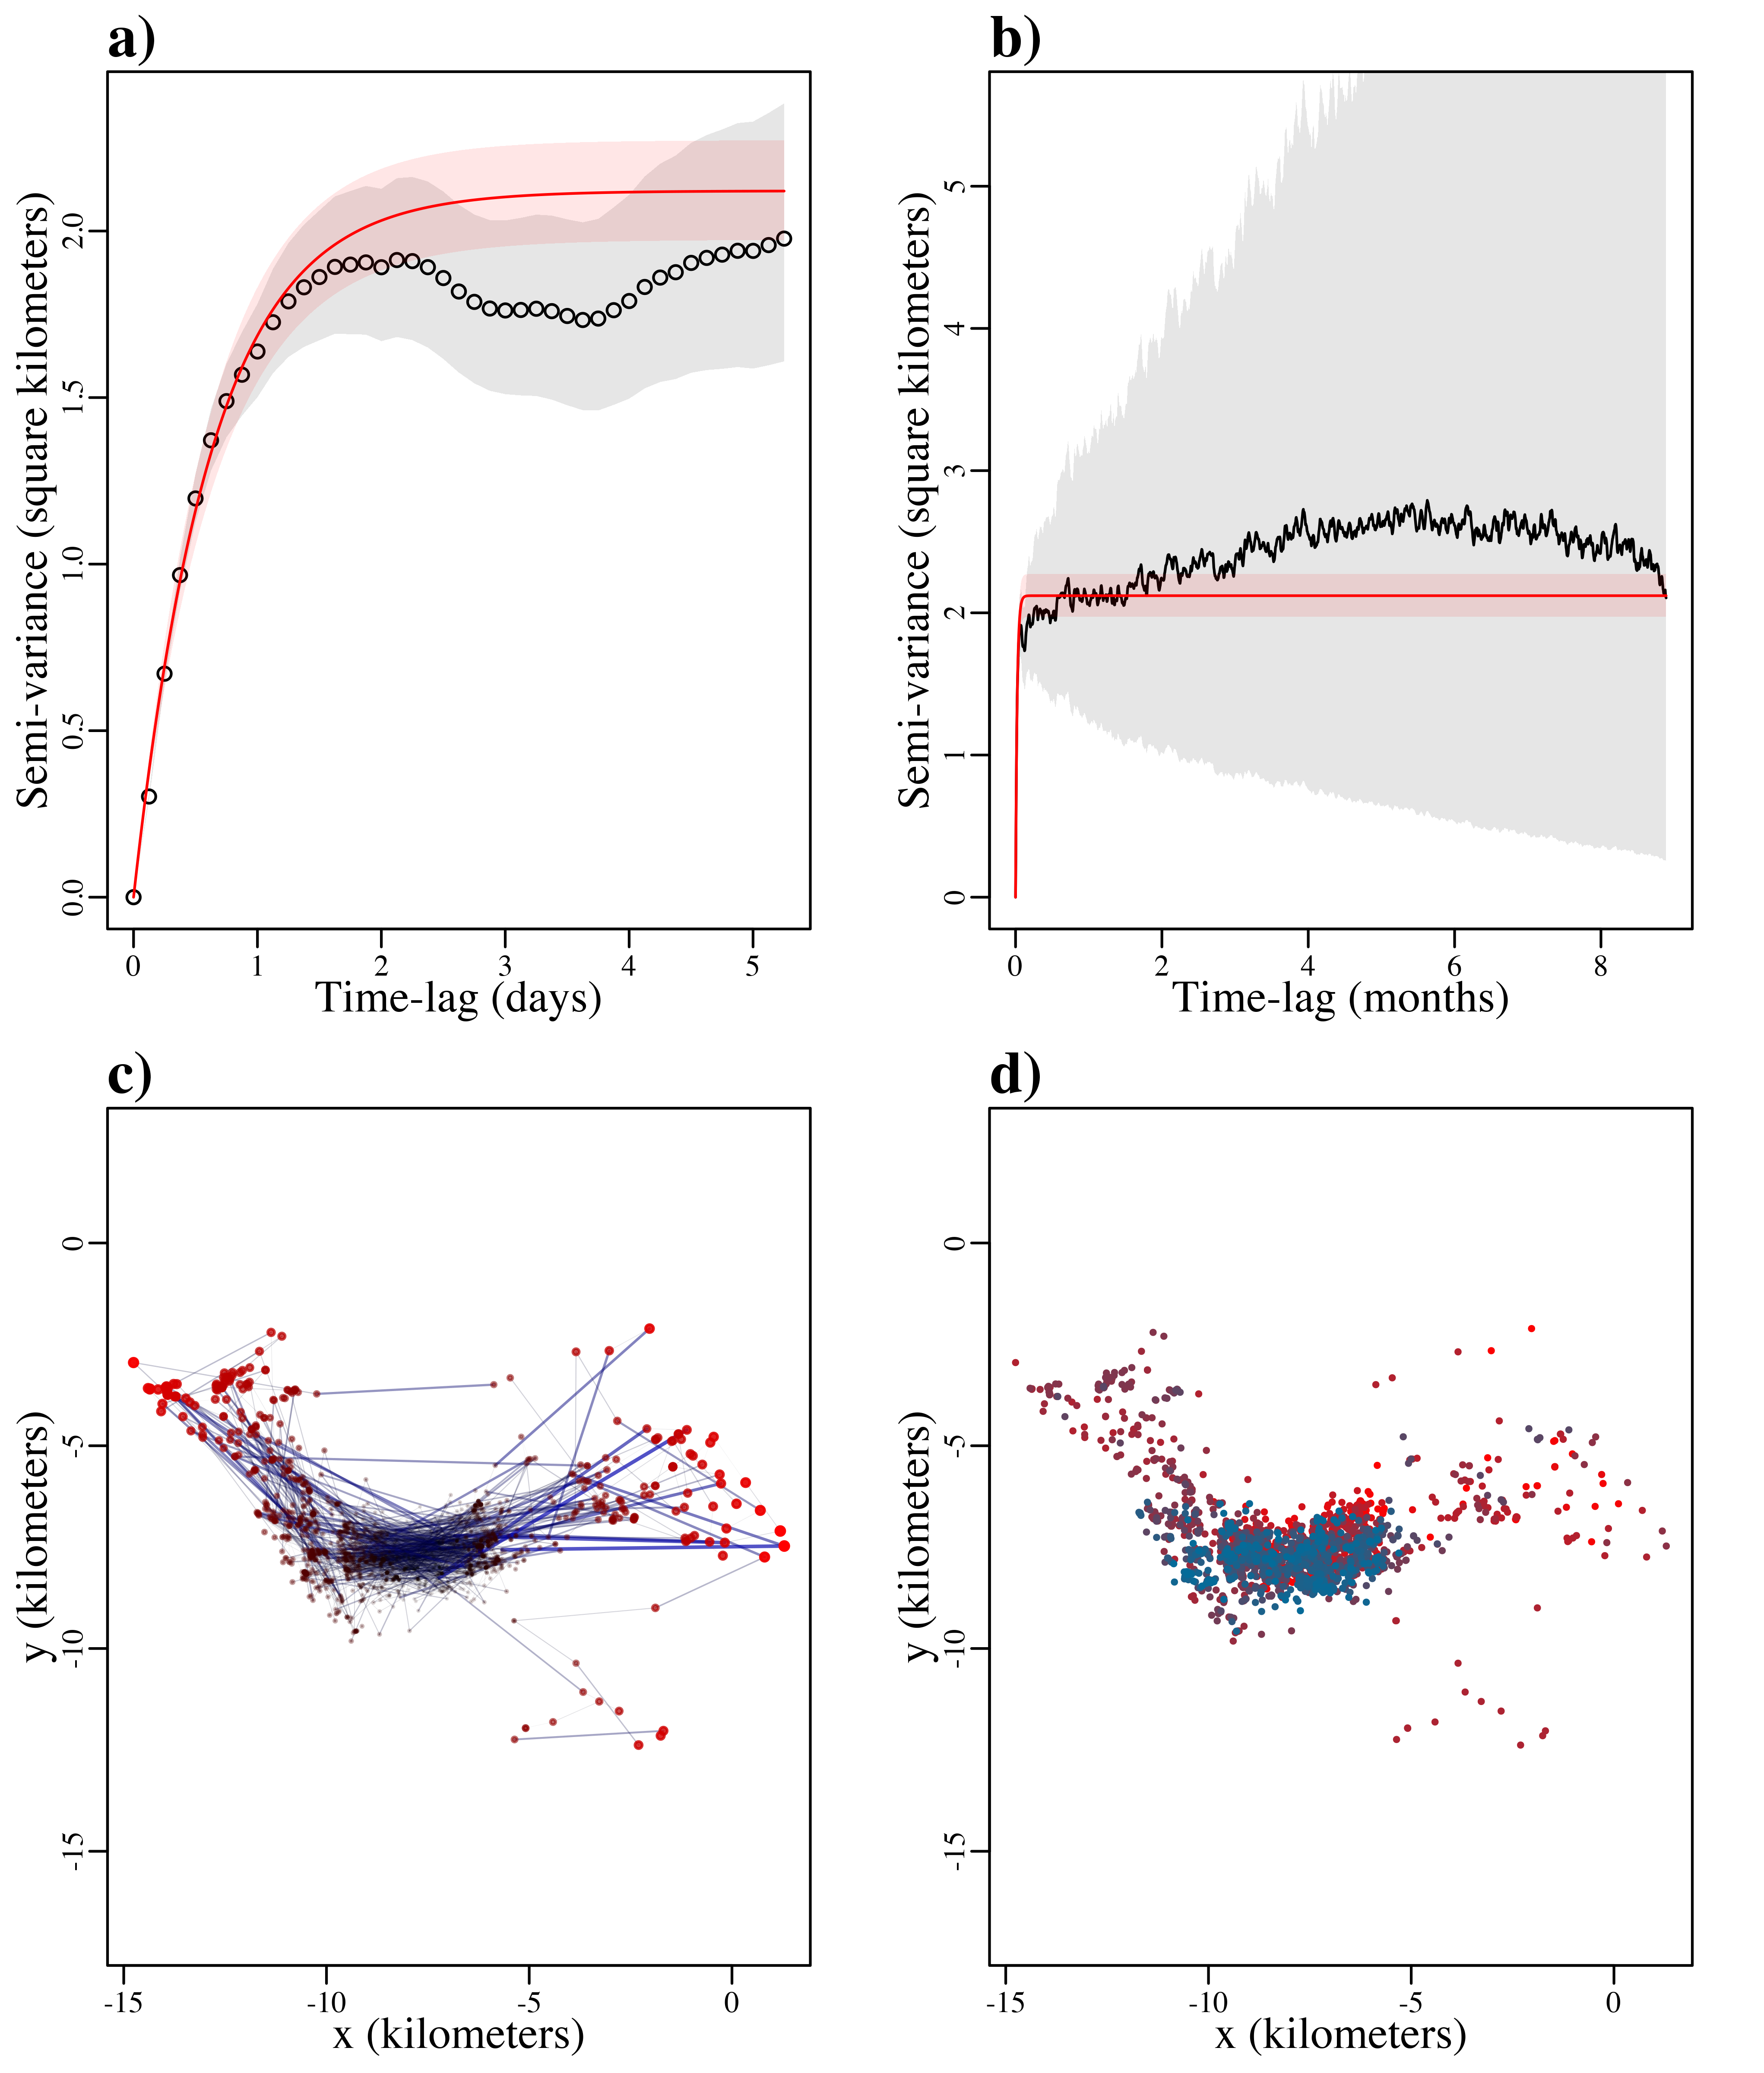 a)
Semi-variance (square kilometers)
0.0 0.5 1.0 1.5 2.0
0 1 2 3 4 5
Time-lag (days)
b)
Semi-variance (square kilometers)
0 1 2 3 4 5
0 2 4 6 8
Time-lag (months)
c)
y (kilometers)
-15 -10 -5 0
-15 -10 -5 0
x (kilometers)
d)
y (kilometers)
-15 -10 -5 0
-15 -10 -5 0
x (kilometers)